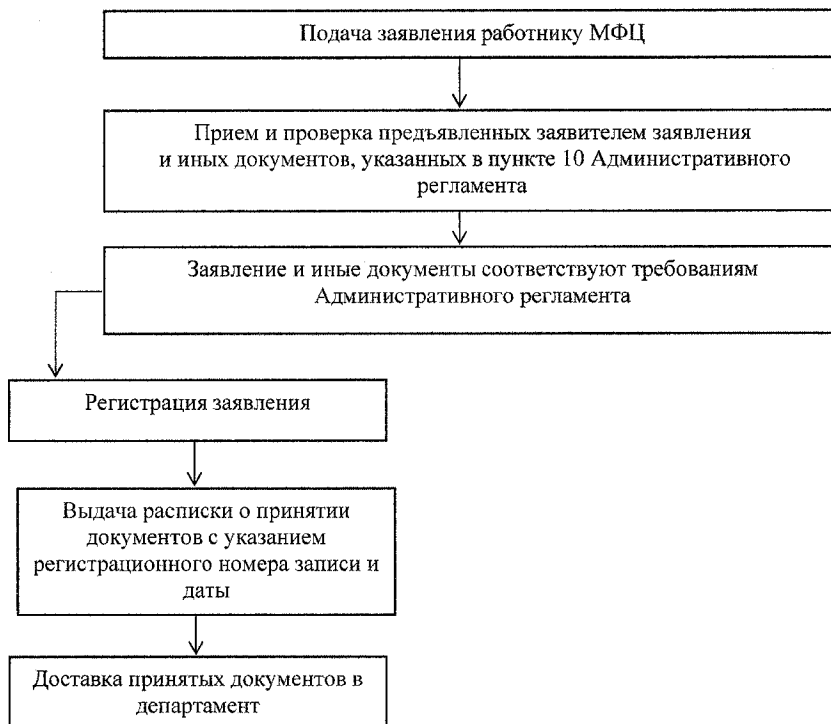 Подача заявления работнику МФЦ
Прием и проверка предъявленных заявителем заявления
и иных документов, указанных в пункте 10 Административного
регламента
Заявление и иные документы соответствуют требованиям
Административного регламента
Регистрация заявления
Выдача расписки о принятии
документов с указанием
регистрационного номера записи и
даты
Доставка принятых документов в
департамент